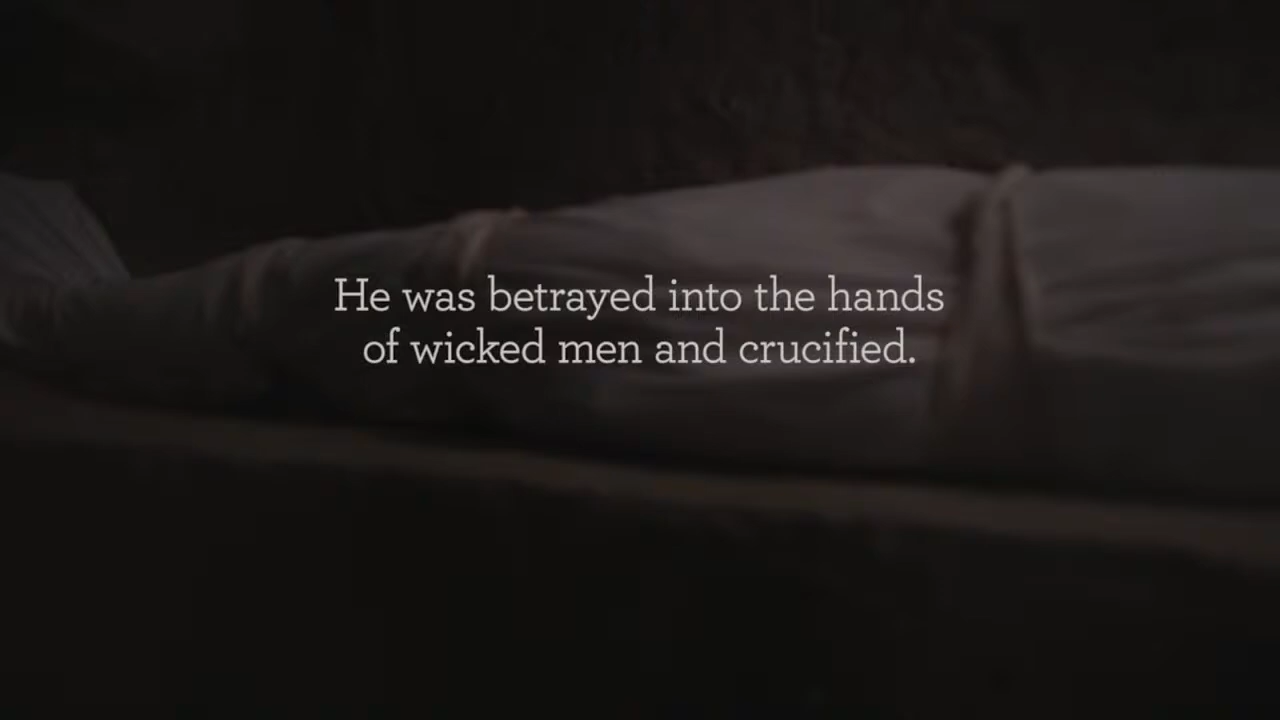 He was betrayed into the hands
of wicked men and crucified.